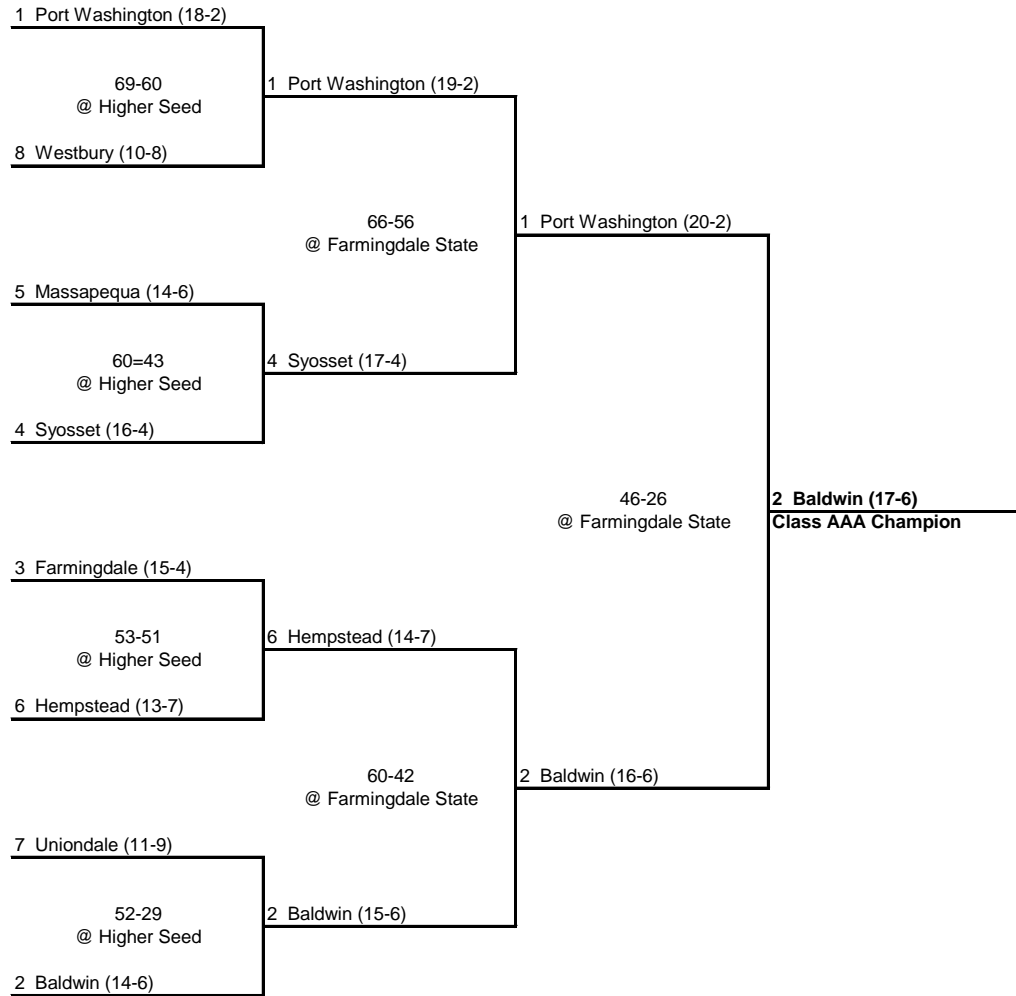 1 Port Washington (18-2)
69-60
@ Higher Seed
1 Port Washington (19-2)
8 Westbury (10-8)
66-56
@ Farmingdale State
1 Port Washington (20-2)
5 Massapequa (14-6)
60=43
@ Higher Seed
4 Syosset (17-4)
4 Syosset (16-4)
46-26
@ Farmingdale State
2 Baldwin (17-6)
Class AAA Champion
3 Farmingdale (15-4)
53-51
@ Higher Seed
6 Hempstead (14-7)
6 Hempstead (13-7)
60-42
@ Farmingdale State
2 Baldwin (16-6)
7 Uniondale (11-9)
52-29
@ Higher Seed
2 Baldwin (15-6)
2 Baldwin (14-6)